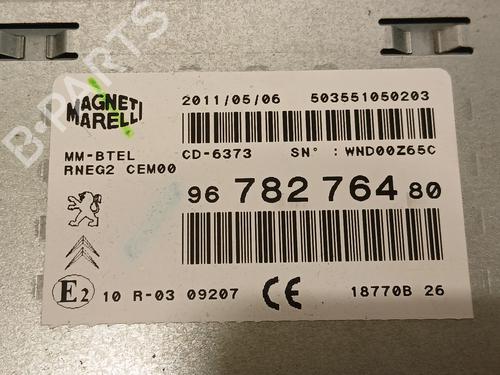 MAGNETI
MARELLI
2011/05/06 503551050203
MM-BTEL
RNEG2 CEM00
CD-6373 SN° : WND00Z65C
96 782 764 80
E2 10 R-03 09207 CE 18770B 26
B-PARTS